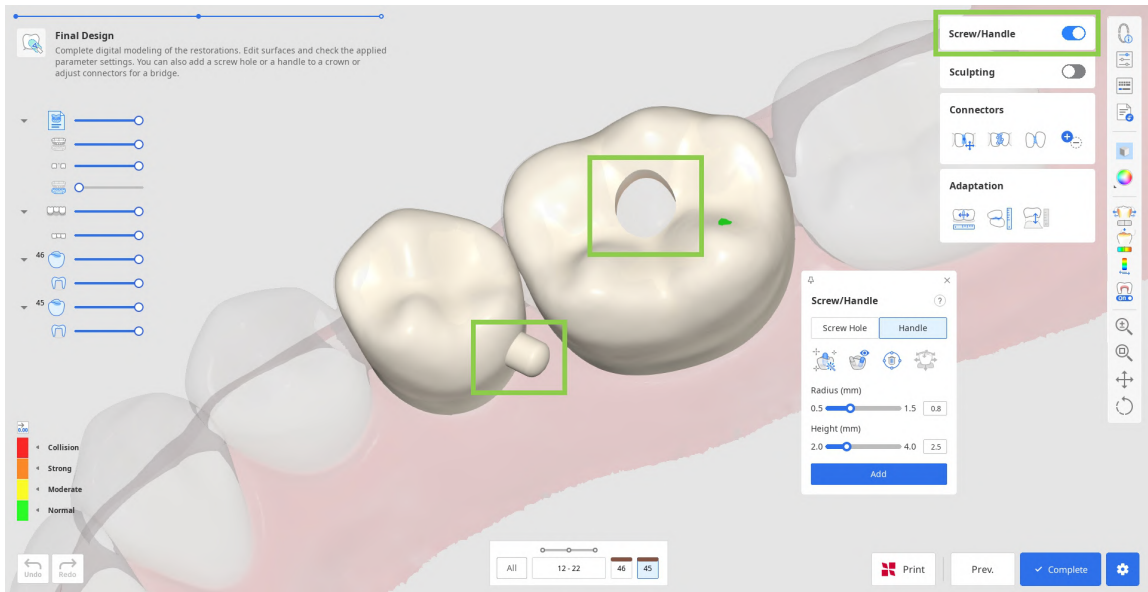 Final Design
Complete digital modeling of the restorations. Edit surfaces and check the applied
parameter settings. You can also add a screw hole or a handle to a crown or
adjust connectors for a bridge.
46
45
0.00
Collision
Strong
Moderate
Normal
Undo
Redo
All
12 - 22
46
45
Screw/Handle
Sculpting
Connectors
Adaptation
Screw/Handle
?
Screw Hole
Handle
Radius (mm)
0.5
1.5
0.8
Height (mm)
2.0
4.0
2.5
Add
ON
Print
Prev.
Complete